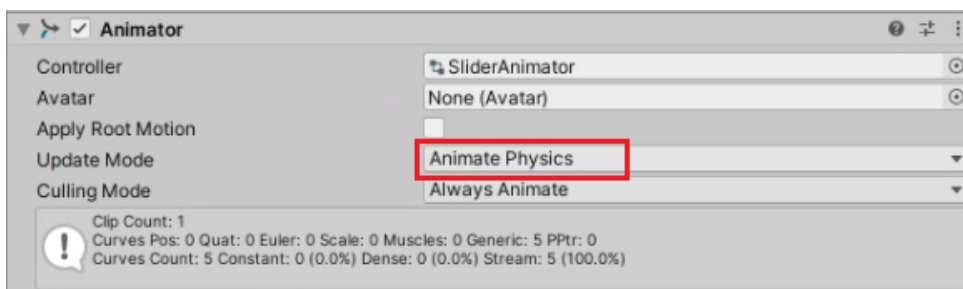 Animator
Controller SliderAnimator
Avatar None (Avatar)
Apply Root Motion
Update Mode Animate Physics
Culling Mode Always Animate
Clip Count: 1
Curves Pos: 0 Quat: 0 Euler: 0 Scale: 0 Muscles: 0 Generic: 5 PPtr: 0
Curves Count: 5 Constant: 0 (0.0%) Dense: 0 (0.0%) Stream: 5 (100.0%)